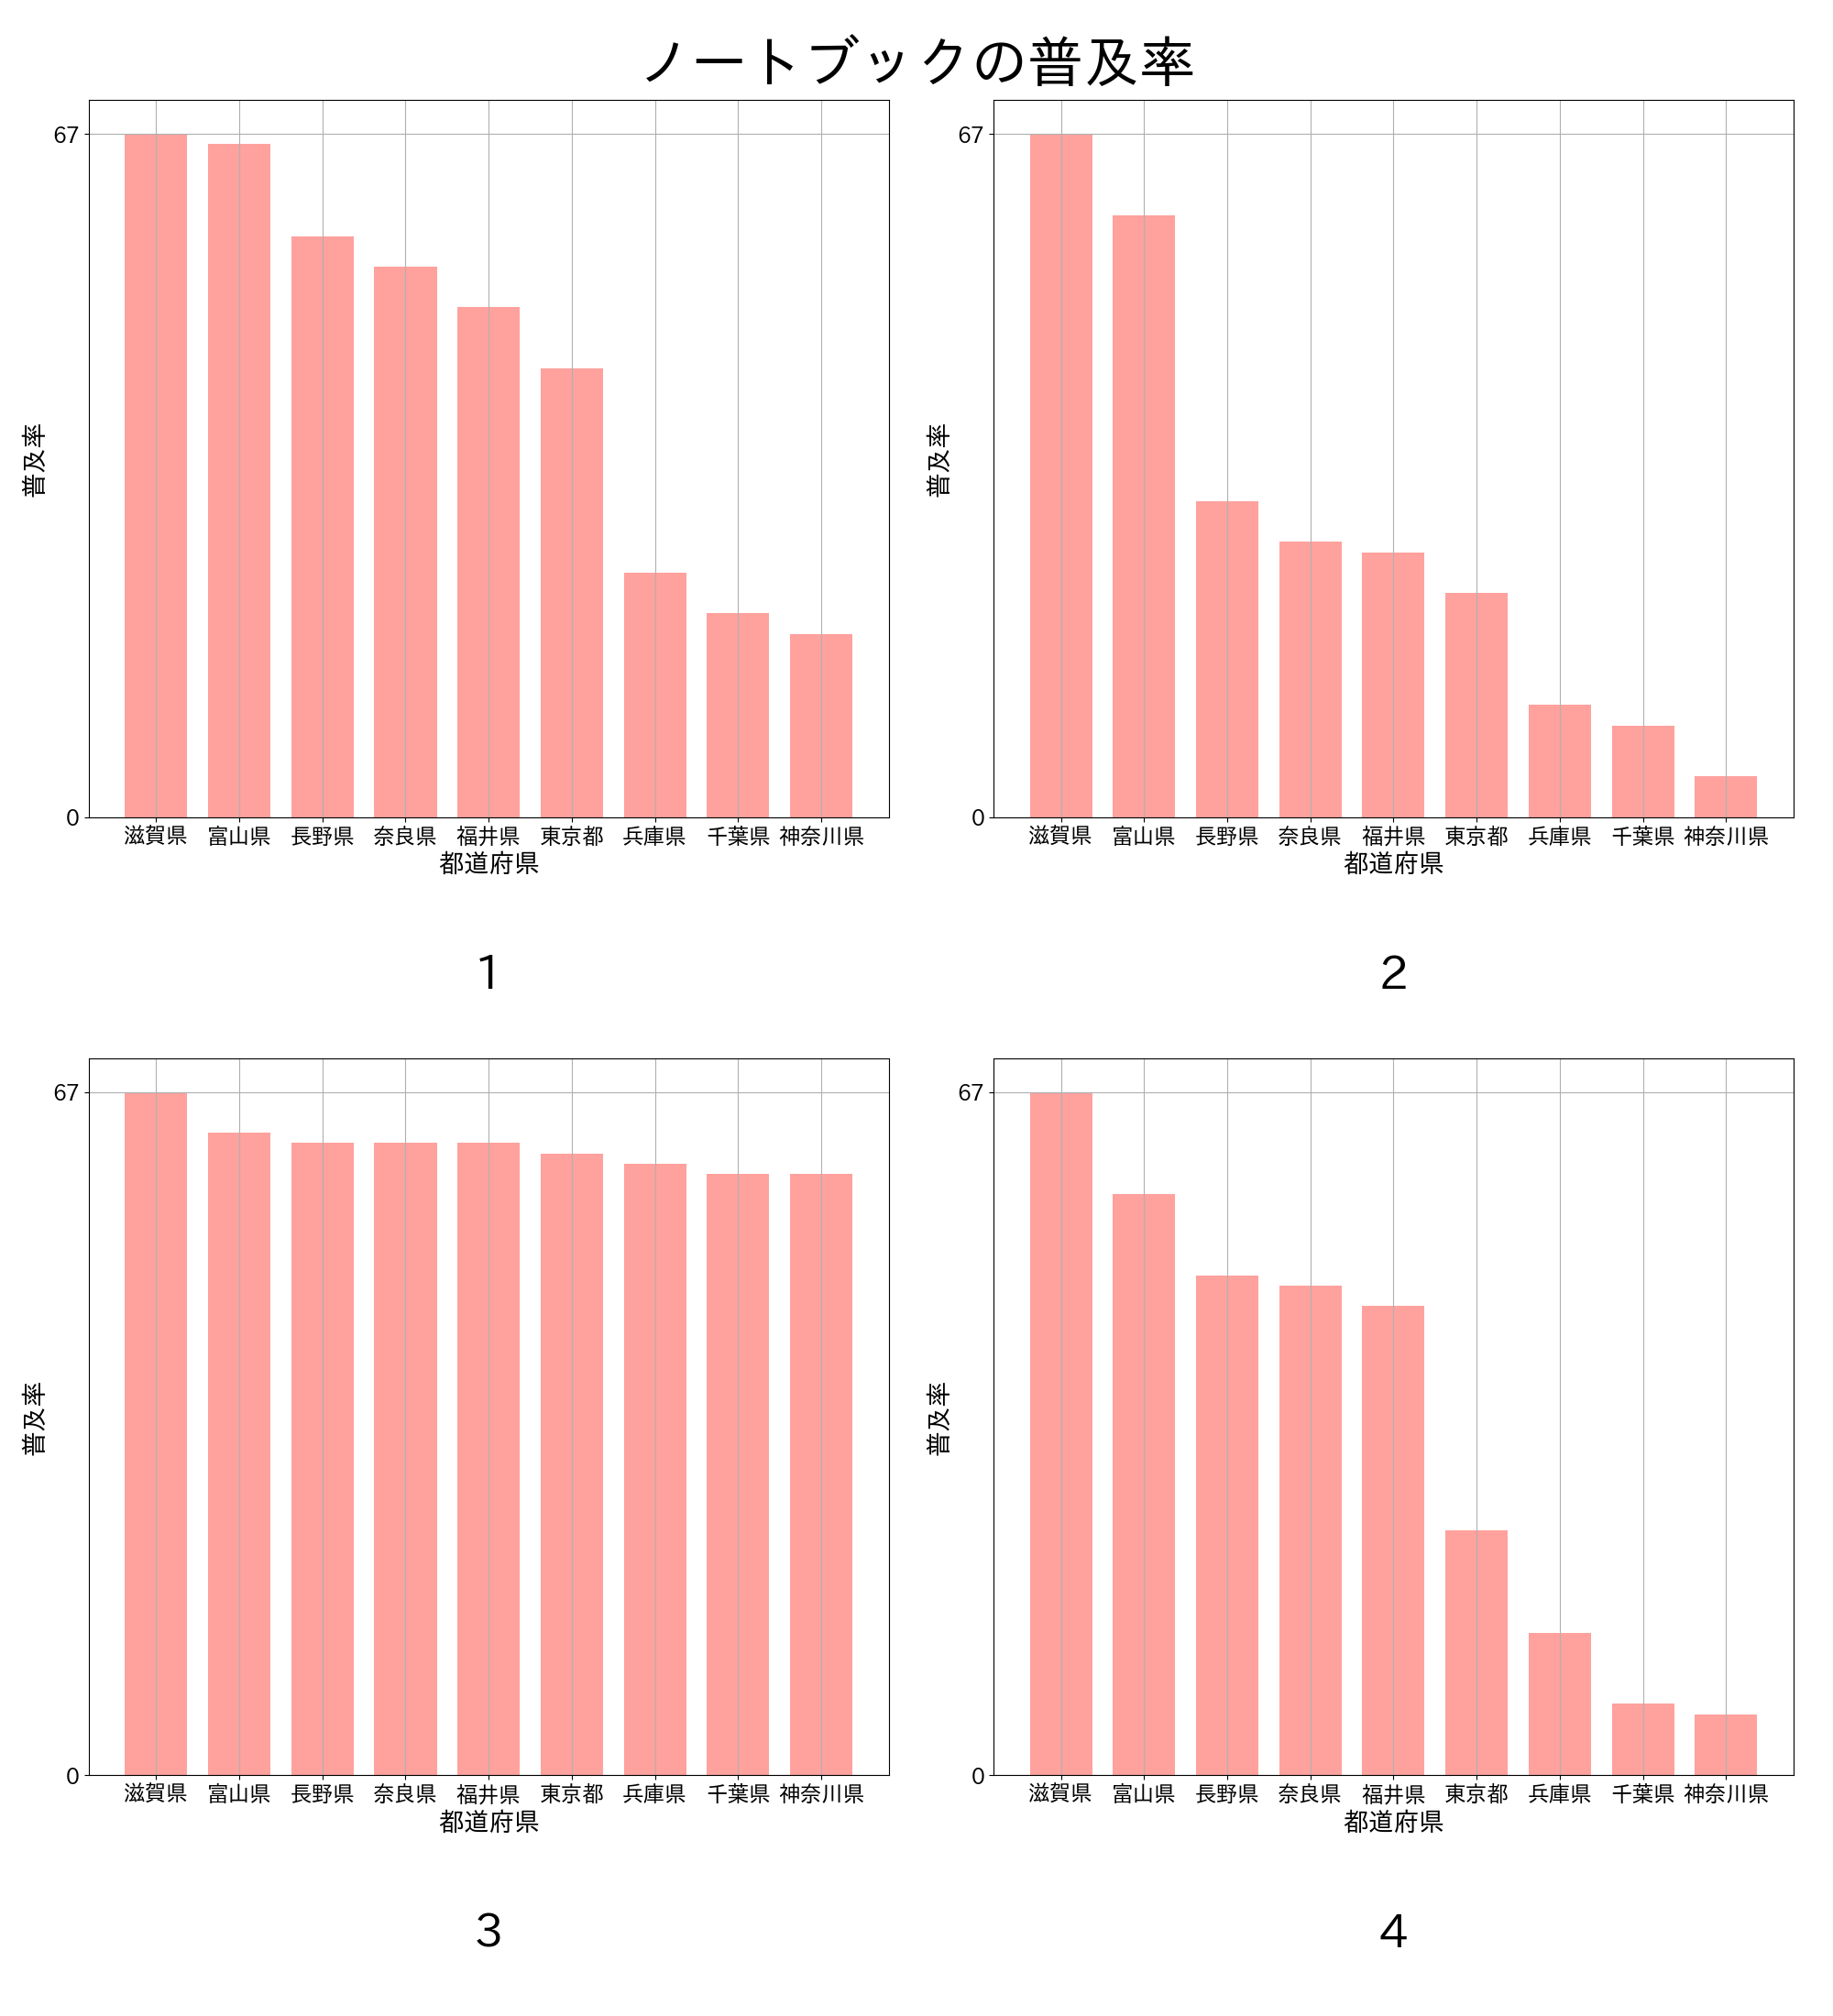 ノートブックの普及率
67
0
普及率
滋賀県 富山県 長野県 奈良県 福井県 東京都 兵庫県 千葉県 神奈川県
都道府県
1
67
0
普及率
滋賀県 富山県 長野県 奈良県 福井県 東京都 兵庫県 千葉県 神奈川県
都道府県
2
67
0
普及率
滋賀県 富山県 長野県 奈良県 福井県 東京都 兵庫県 千葉県 神奈川県
都道府県
3
67
0
普及率
滋賀県 富山県 長野県 奈良県 福井県 東京都 兵庫県 千葉県 神奈川県
都道府県
4